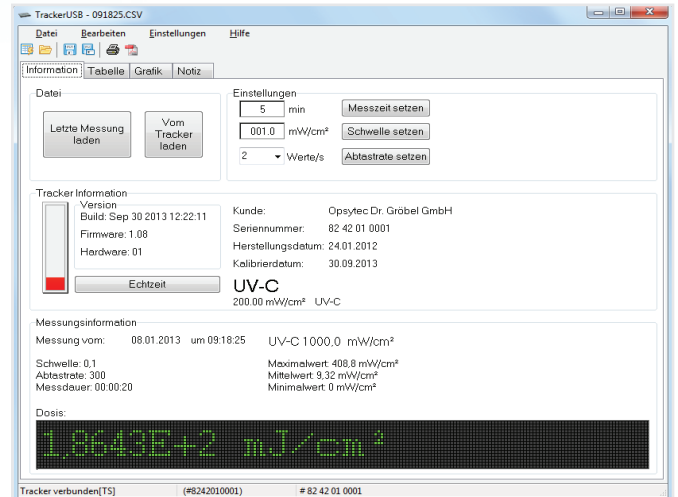 TrackerUSB - 091825.CSV
Datei Bearbeiten Einstellungen Hilfe
Information Tabelle Grafik Notiz
Datei
Letzte Messung laden
Vom Tracker laden
Einstellungen
5 min Messzeit setzen
001.0 mW/cm² Schwelle setzen
2 Werte/s Abtastrate setzen
Tracker Information
Version
Build: Sep 30 2013 12:22:11
Firmware: 1.08
Hardware: 01
Echtzeit
Kunde: Opsytec Dr. Gröbel GmbH
Seriennummer: 82 42 01 0001
Herstellungsdatum: 24.01.2012
Kalibrierdatum: 30.09.2013
UV-C
200.00 mW/cm² UV-C
Messungsinformation
Messung vom: 08.01.2013 um 09:18:25 UV-C 1000,0 mW/cm²
Schwelle: 0,1
Abtastrate: 300
Messdauer: 00:00:20
Maximalwert: 408,8 mW/cm²
Mittelwert: 9,32 mW/cm²
Minimalwert: 0 mW/cm²
Dosis:
1,8643E+2 mJ/cm²
Tracker verbunden[TS] (#8242010001) # 82 42 01 0001